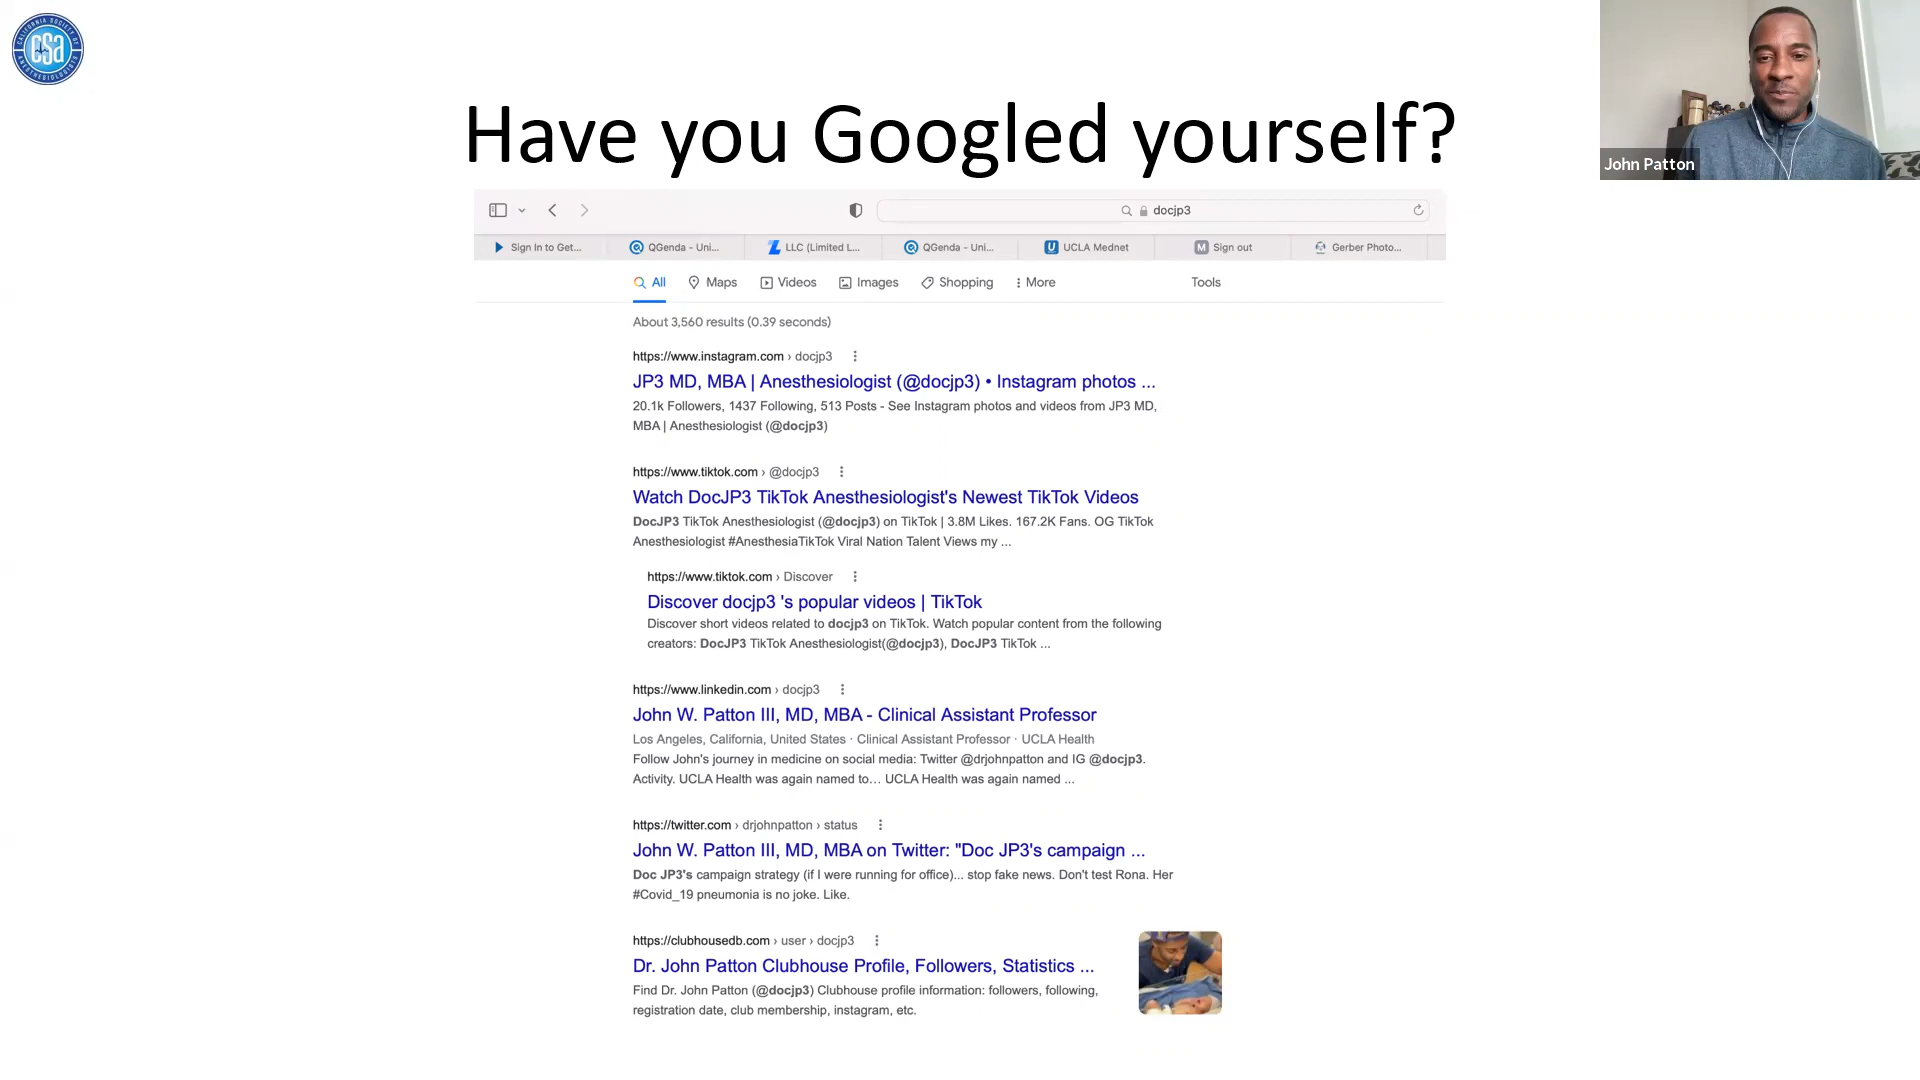 CALIFORNIA SOCIETY OF
csa
ANESTHESIOLOGISTS
John Patton
Have you Googled yourself?
docjp3
Sign In to Get...
QGenda - Uni...
LLC (Limited L...
QGenda - Uni...
U
UCLA Mednet
M
Sign out
Gerber Photo...
All
Maps
Videos
Images
Shopping
More
Tools
About 3,560 results (0.39 seconds)
https://www.instagram.com › docjp3
JP3 MD, MBA | Anesthesiologist (@docjp3) • Instagram photos ...
20.1k Followers, 1437 Following, 513 Posts - See Instagram photos and videos from JP3 MD,
MBA | Anesthesiologist (@docjp3)
https://www.tiktok.com › @docjp3
Watch DocJP3 TikTok Anesthesiologist's Newest TikTok Videos
DocJP3 TikTok Anesthesiologist (@docjp3) on TikTok | 3.8M Likes. 167.2K Fans. OG TikTok
Anesthesiologist #AnesthesiaTikTok Viral Nation Talent Views my ...
https://www.tiktok.com › Discover
Discover docjp3 's popular videos | TikTok
Discover short videos related to docjp3 on TikTok. Watch popular content from the following
creators: DocJP3 TikTok Anesthesiologist(@docjp3), DocJP3 TikTok ...
https://www.linkedin.com › docjp3
John W. Patton III, MD, MBA - Clinical Assistant Professor
Los Angeles, California, United States · Clinical Assistant Professor · UCLA Health
Follow John's journey in medicine on social media: Twitter @drjohnpatton and IG @docjp3.
Activity. UCLA Health was again named to… UCLA Health was again named ...
https://twitter.com › drjohnpatton › status
John W. Patton III, MD, MBA on Twitter: "Doc JP3's campaign ...
Doc JP3's campaign strategy (if I were running for office)... stop fake news. Don't test Rona. Her
#Covid_19 pneumonia is no joke. Like.
https://clubhousedb.com › user › docjp3
Dr. John Patton Clubhouse Profile, Followers, Statistics ...
Find Dr. John Patton (@docjp3) Clubhouse profile information: followers, following,
registration date, club membership, instagram, etc.